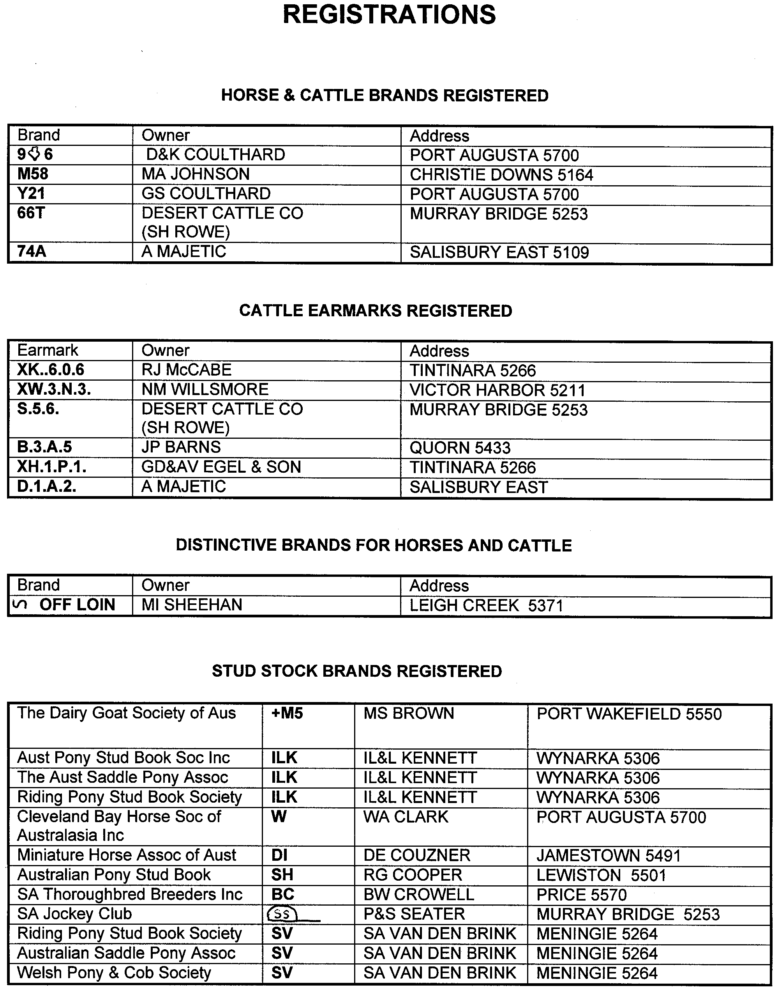 REGISTRATIONS
HORSE & CATTLE BRANDS REGISTERED
Brand Owner Address
9 6 D&K COULTHARD PORT AUGUSTA 5700
M58 MA JOHNSON CHRISTIE DOWNS 5164
Y21 GS COULTHARD PORT AUGUSTA 5700
66T DESERT CATTLE CO MURRAY BRIDGE 5253
(SH ROWE)
74A A MAJETIC SALISBURY EAST 5109
CATTLE EARMARKS REGISTERED
Earmark Owner Address
XK..6.0.6 RJ McCABE TINTINARA 5266
XW.3.N.3. NM WILLSMORE VICTOR HARBOR 5211
S.5.6. DESERT CATTLE CO MURRAY BRIDGE 5253
(SH ROWE)
B.3.A.5 JP BARNS QUORN 5433
XH.1.P.1. GD&AV EGEL & SON TINTINARA 5266
D.1.A.2. A MAJETIC SALISBURY EAST
DISTINCTIVE BRANDS FOR HORSES AND CATTLE
Brand Owner Address
OFF LOIN MI SHEEHAN LEIGH CREEK 5371
STUD STOCK BRANDS REGISTERED
The Dairy Goat Society of Aus +M5 MS BROWN PORT WAKEFIELD 5550
Aust Pony Stud Book Soc Inc ILK IL&L KENNETT WYNARKA 5306
The Aust Saddle Pony Assoc ILK IL&L KENNETT WYNARKA 5306
Riding Pony Stud Book Society ILK IL&L KENNETT WYNARKA 5306
Cleveland Bay Horse Soc of W WA CLARK PORT AUGUSTA 5700
Australasia Inc
Miniature Horse Assoc of Aust DI DE COUZNER JAMESTOWN 5491
Australian Pony Stud Book SH RG COOPER LEWISTON 5501
SA Thoroughbred Breeders Inc BC BW CROWELL PRICE 5570
SA Jockey Club SS P&S SEATER MURRAY BRIDGE 5253
Riding Pony Stud Book Society SV SA VAN DEN BRINK MENINGIE 5264
Australian Saddle Pony Assoc SV SA VAN DEN BRINK MENINGIE 5264
Welsh Pony & Cob Society SV SA VAN DEN BRINK MENINGIE 5264